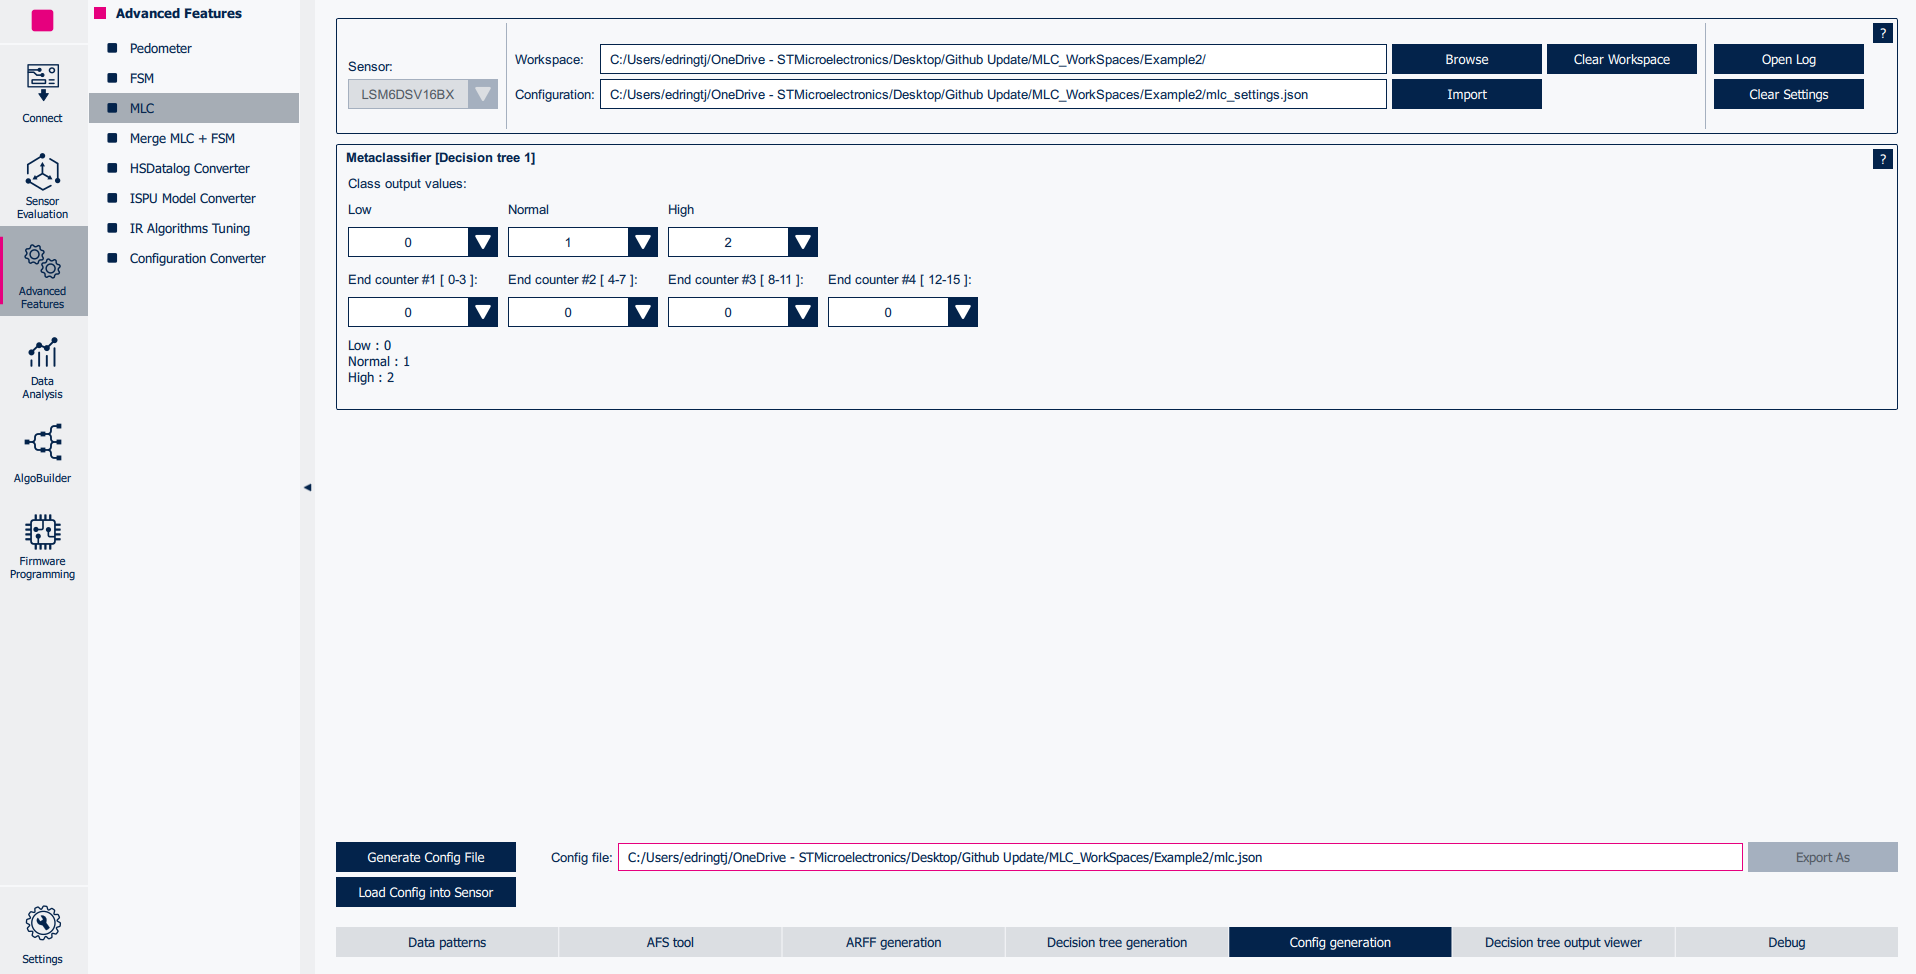 Connect
Sensor
Evaluation
Advanced
Features
Data
Analysis
AlgoBuilder
Firmware
Programming
Settings
Advanced Features
Pedometer
FSM
MLC
Merge MLC + FSM
HSDatalog Converter
ISPU Model Converter
IR Algorithms Tuning
Configuration Converter
Sensor:
LSM6DSV16BX
Workspace: C:/Users/edringtj/OneDrive - STMicroelectronics/Desktop/Github Update/MLC_WorkSpaces/Example2/ Browse Clear Workspace Open Log ?
Configuration: C:/Users/edringtj/OneDrive - STMicroelectronics/Desktop/Github Update/MLC_WorkSpaces/Example2/mlc_settings.json Import Clear Settings
Metaclassifier [Decision tree 1] ?
Class output values:
Low Normal High
0 1 2
End counter #1 [ 0-3 ]: End counter #2 [ 4-7 ]: End counter #3 [ 8-11 ]: End counter #4 [ 12-15 ]:
0 0 0 0
Low : 0
Normal : 1
High : 2
Generate Config File Config file: C:/Users/edringtj/OneDrive - STMicroelectronics/Desktop/Github Update/MLC_WorkSpaces/Example2/mlc.json Export As
Load Config into Sensor
Data patterns AFS tool ARFF generation Decision tree generation Config generation Decision tree output viewer Debug